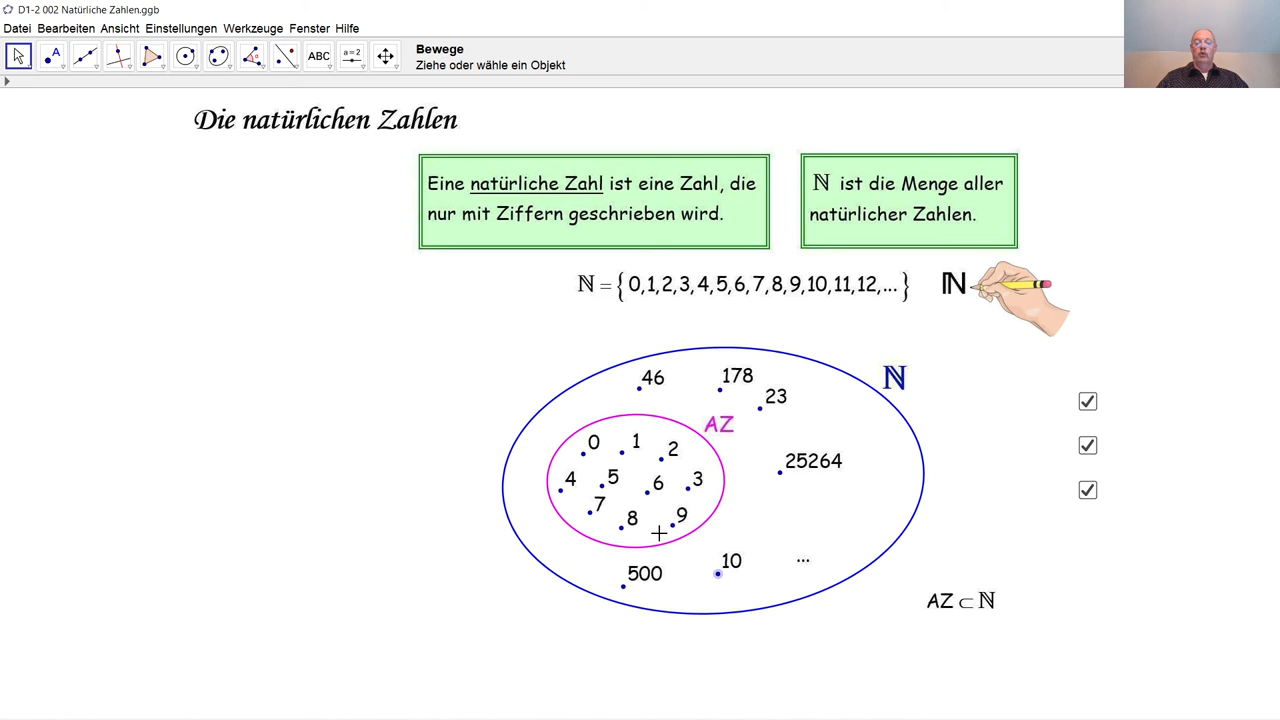 D1-2 002 Natürliche Zahlen.ggb
Datei Bearbeiten Ansicht Einstellungen Werkzeuge Fenster Hilfe
A ABC a=2
Bewege
Ziehe oder wähle ein Objekt
Die natürlichen Zahlen
Eine natürliche Zahl ist eine Zahl, die
nur mit Ziffern geschrieben wird.
ℕ ist die Menge aller
natürlicher Zahlen.
ℕ = {0,1,2,3,4,5,6,7,8,9,10,11,12,...} ℕ
46 178 ℕ
23
AZ
0 1 2
25264
4 5 6 3
7 8 9
500 10 ...
AZ ⊂ ℕ